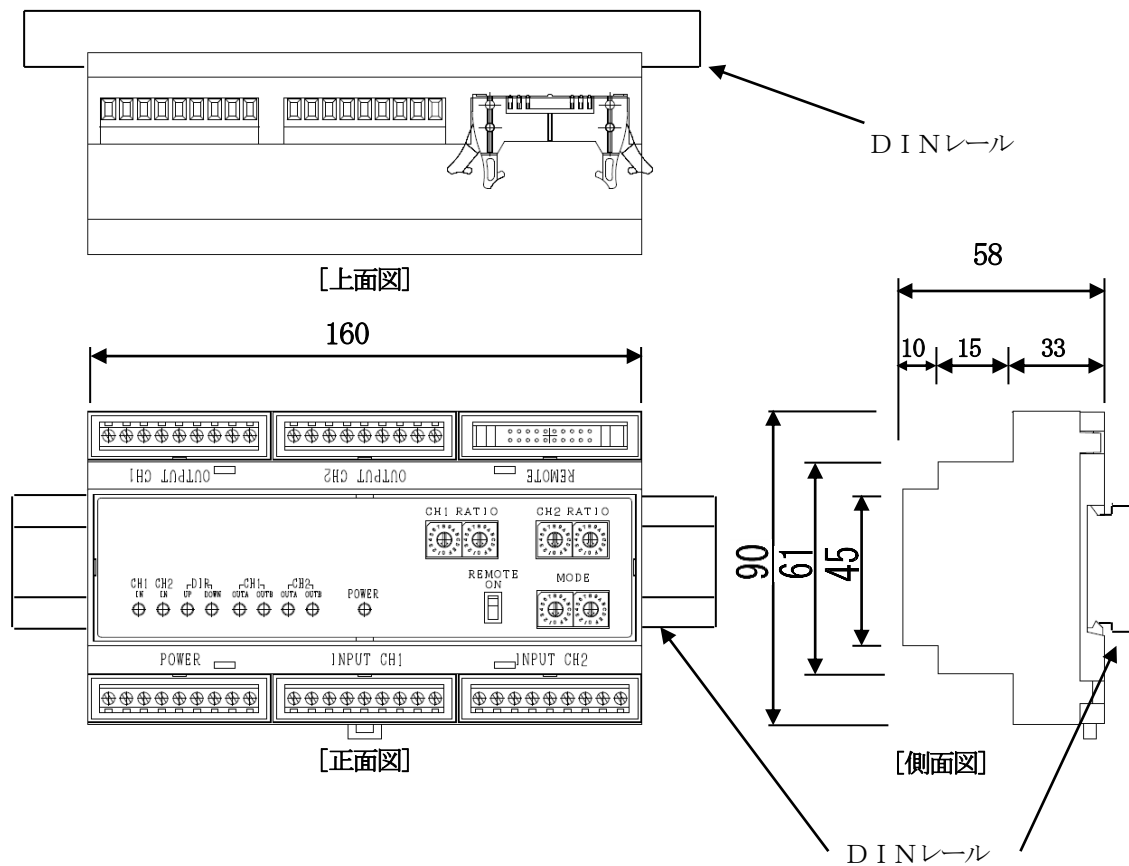 ＤＩＮレール
[上面図]
58
160
10 15 33
OUTPUT CH1 OUTPUT CH2 REMOTE
CH1 RATIO CH2 RATIO
REMOTE
ON
MODE
CH1 CH2 DIR CH1 CH2
IN IN UP DOWN OUTA OUTB OUTA OUTB
POWER
90
61
45
POWER INPUT CH1 INPUT CH2
[正面図]
[側面図]
ＤＩＮレール